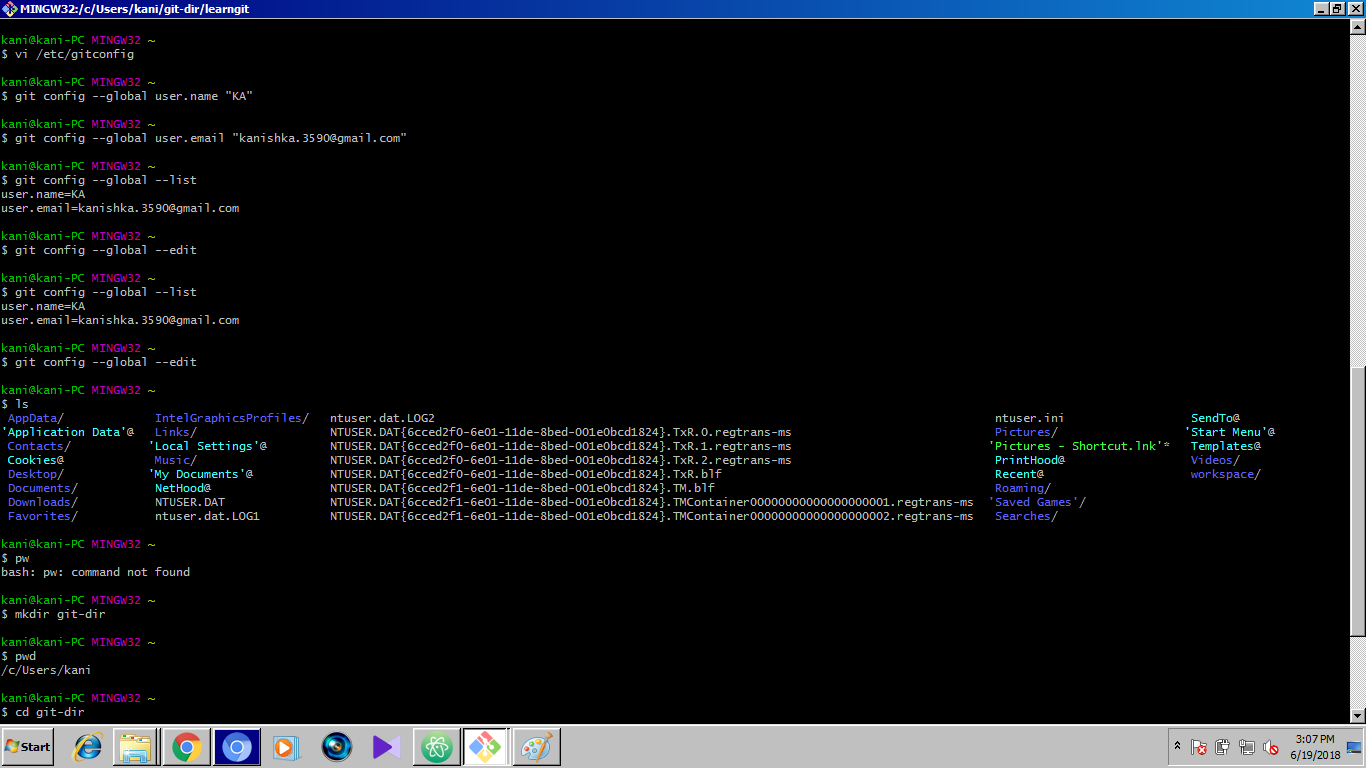 MINGW32:/c/Users/kani/git-dir/learngit
kani@kani-PC MINGW32 ~
$ vi /etc/gitconfig
kani@kani-PC MINGW32 ~
$ git config --global user.name "KA"
kani@kani-PC MINGW32 ~
$ git config --global user.email "kanishka.3590@gmail.com"
kani@kani-PC MINGW32 ~
$ git config --global --list
user.name=KA
user.email=kanishka.3590@gmail.com
kani@kani-PC MINGW32 ~
$ git config --global --edit
kani@kani-PC MINGW32 ~
$ git config --global --list
user.name=KA
user.email=kanishka.3590@gmail.com
kani@kani-PC MINGW32 ~
$ git config --global --edit
kani@kani-PC MINGW32 ~
$ ls
AppData/ IntelGraphicsProfiles/ ntuser.dat.LOG2 ntuser.ini SendTo@
'Application Data'@ Links/ NTUSER.DAT{6cced2f0-6e01-11de-8bed-001e0bcd1824}.TxR.0.regtrans-ms Pictures/ 'Start Menu'@
Contacts/ 'Local Settings'@ NTUSER.DAT{6cced2f0-6e01-11de-8bed-001e0bcd1824}.TxR.1.regtrans-ms 'Pictures - Shortcut.lnk'* Templates@
Cookies@ Music/ NTUSER.DAT{6cced2f0-6e01-11de-8bed-001e0bcd1824}.TxR.2.regtrans-ms PrintHood@ Videos/
Desktop/ 'My Documents'@ NTUSER.DAT{6cced2f0-6e01-11de-8bed-001e0bcd1824}.TxR.blf Recent@ workspace/
Documents/ NetHood@ NTUSER.DAT{6cced2f1-6e01-11de-8bed-001e0bcd1824}.TM.blf Roaming/
Downloads/ NTUSER.DAT NTUSER.DAT{6cced2f1-6e01-11de-8bed-001e0bcd1824}.TMContainer00000000000000000001.regtrans-ms 'Saved Games'/
Favorites/ ntuser.dat.LOG1 NTUSER.DAT{6cced2f1-6e01-11de-8bed-001e0bcd1824}.TMContainer00000000000000000002.regtrans-ms Searches/
kani@kani-PC MINGW32 ~
$ pw
bash: pw: command not found
kani@kani-PC MINGW32 ~
$ mkdir git-dir
kani@kani-PC MINGW32 ~
$ pwd
/c/Users/kani
kani@kani-PC MINGW32 ~
$ cd git-dir
Start
3:07 PM
6/19/2018